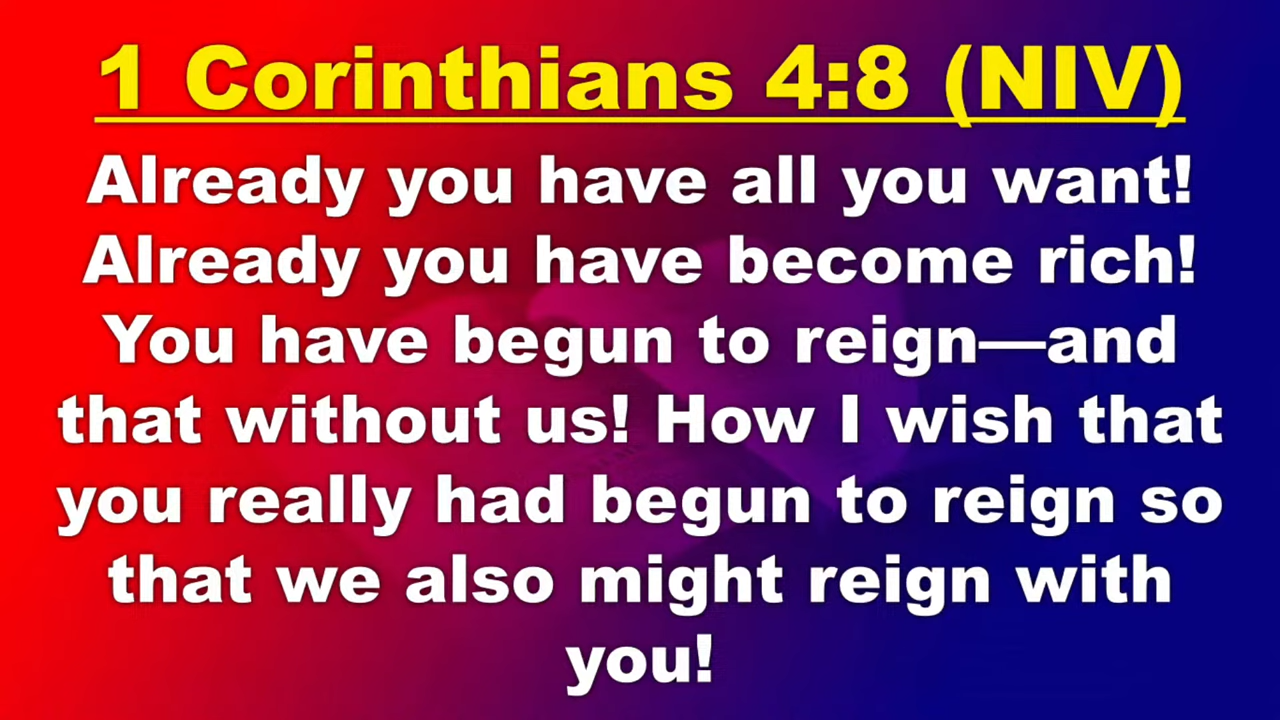 1 Corinthians 4:8 (NIV)
Already you have all you want!
Already you have become rich!
You have begun to reign—and
that without us! How I wish that
you really had begun to reign so
that we also might reign with
you!